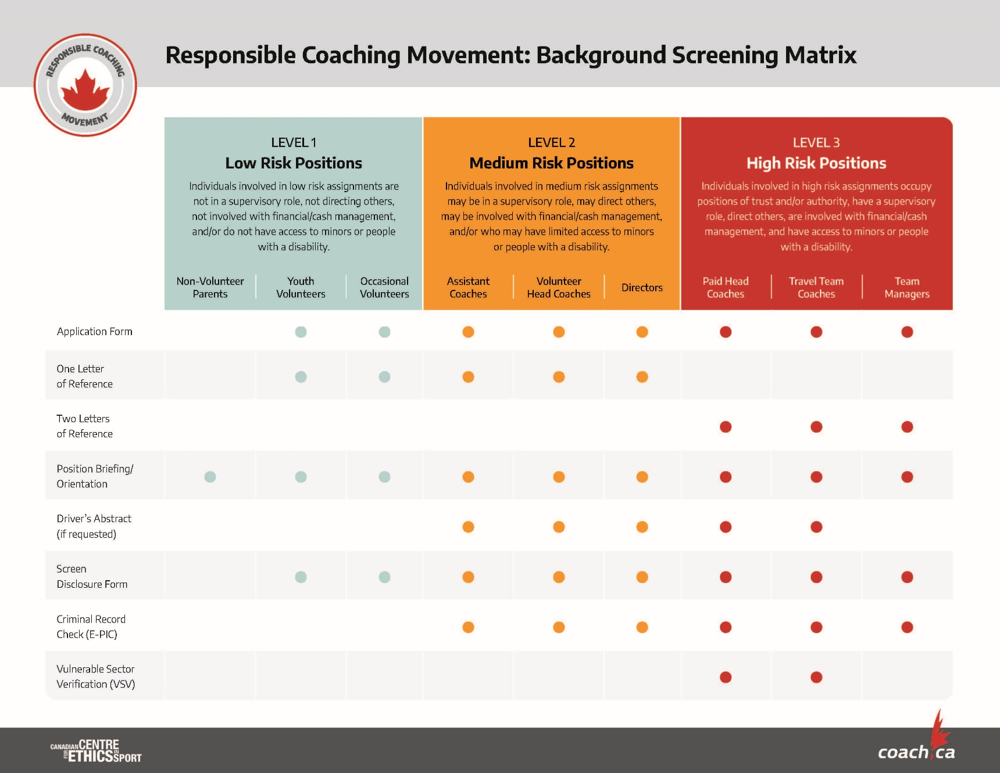 RESPONSIBLE COACHING
MOVEMENT
Responsible Coaching Movement: Background Screening Matrix
LEVEL 1
Low Risk Positions
Individuals involved in low risk assignments are
not in a supervisory role, not directing others,
not involved with financial/cash management,
and/or do not have access to minors or people
with a disability.
Non-Volunteer
Parents
Youth
Volunteers
Occasional
Volunteers
LEVEL 2
Medium Risk Positions
Individuals involved in medium risk assignments
may be in a supervisory role, may direct others,
may be involved with financial/cash management,
and/or who may have limited access to minors
or people with a disability.
Assistant
Coaches
Volunteer
Head Coaches
Directors
LEVEL 3
High Risk Positions
Individuals involved in high risk assignments occupy
positions of trust and/or authority, have a supervisory
role, direct others, are involved with financial/cash
management, and have access to minors or people
with a disability.
Paid Head
Coaches
Travel Team
Coaches
Team
Managers
Application Form
One Letter
of Reference
Two Letters
of Reference
Position Briefing/
Orientation
Driver’s Abstract
(if requested)
Screen
Disclosure Form
Criminal Record
Check (E-PIC)
Vulnerable Sector
Verification (VSV)
CANADIAN CENTRE
FOR ETHICS IN SPORT
coach.ca